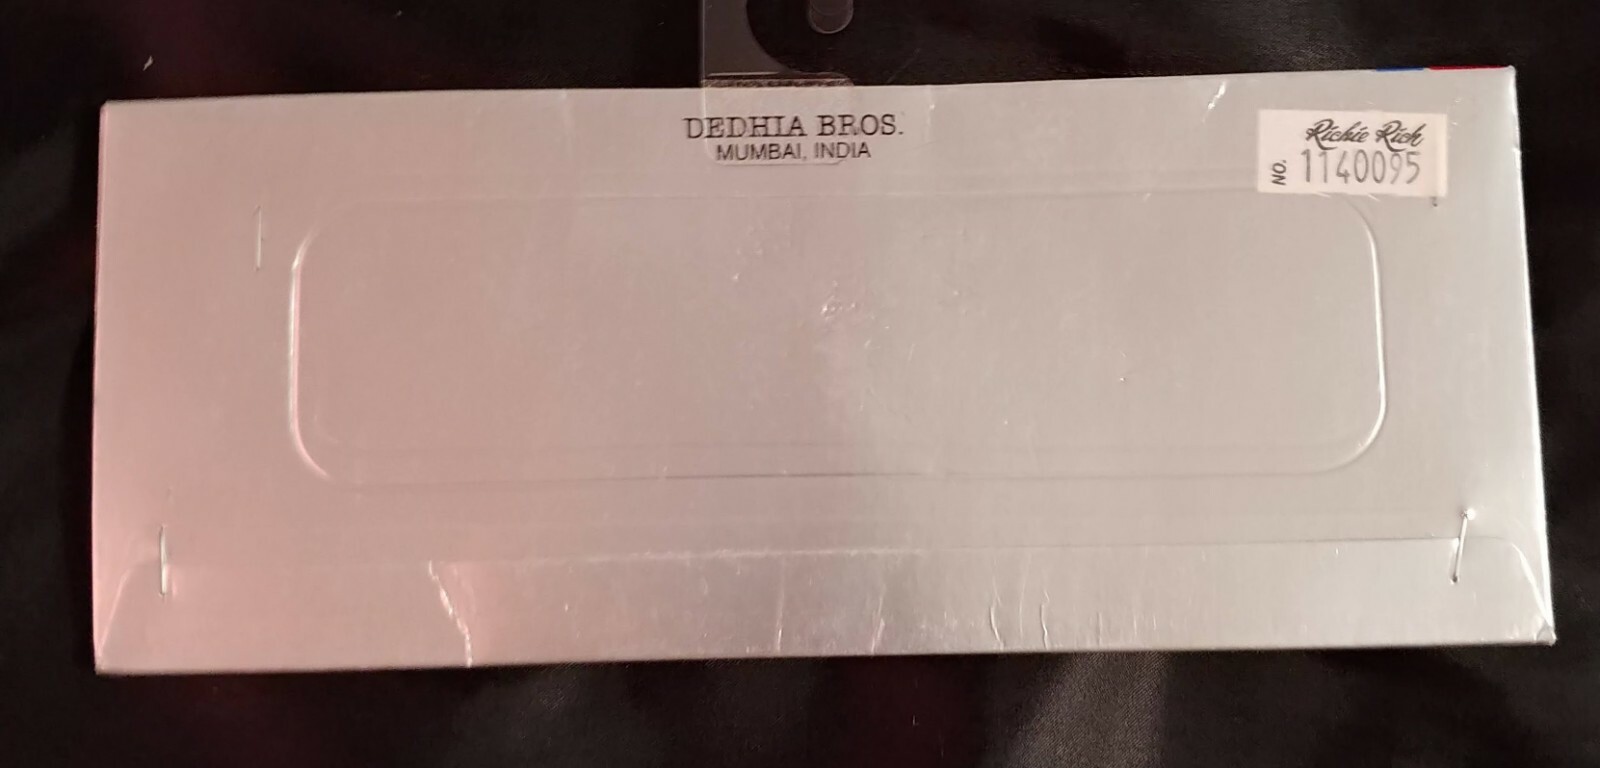 DEDHIA BROS.
MUMBAI, INDIA
Richie Rich
NO. 1140095